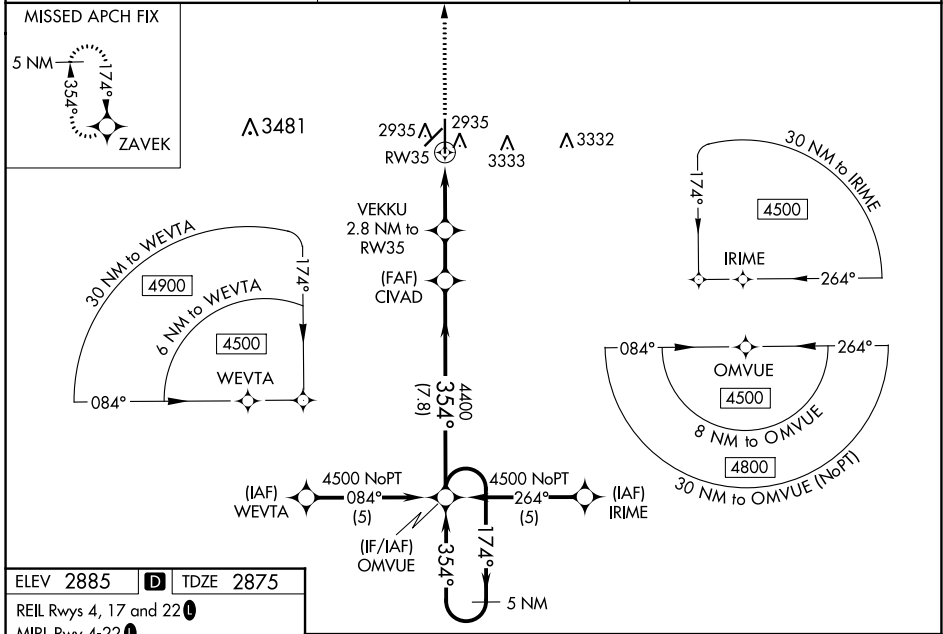 MISSED APCH FIX
5 NM
174°
354°
ZAVEK
3481
2935
2935
RW35
3333
3332
VEKKU
2.8 NM to
RW35
(FAF)
CIVAD
30 NM to WEVTA
4900
174°
6 NM to WEVTA
4500
WEVTA
084°
30 NM to IRIME
174°
4500
IRIME
264°
084°
264°
OMVUE
4500
8 NM to OMVUE
4800
30 NM to OMVUE (NoPT)
4400
354°
(7.8)
(IAF)
WEVTA
4500 NoPT
084°
(5)
4500 NoPT
264°
(5)
(IAF)
IRIME
(IF/IAF)
OMVUE
354°
174°
5 NM
ELEV 2885 D TDZE 2875
REIL Rwys 4, 17 and 22 L
MIRL Rwy 4-22 L